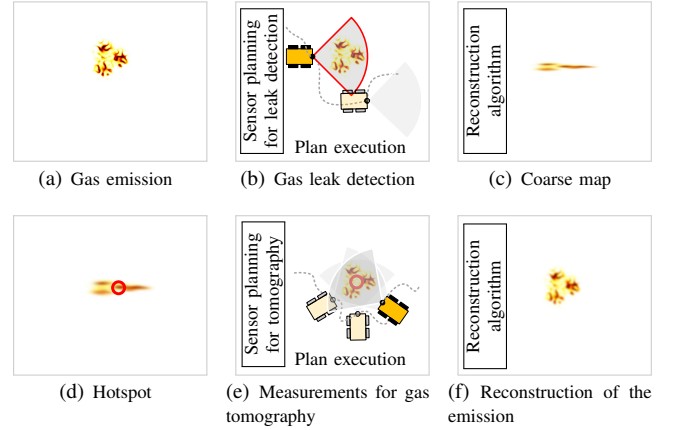 Sensor planning
for leak detection
Plan execution
Reconstruction
algorithm
(a) Gas emission
(b) Gas leak detection
(c) Coarse map
Sensor planning
for tomography
Plan execution
Reconstruction
algorithm
(d) Hotspot
(e) Measurements for gas
tomography
(f) Reconstruction of the
emission